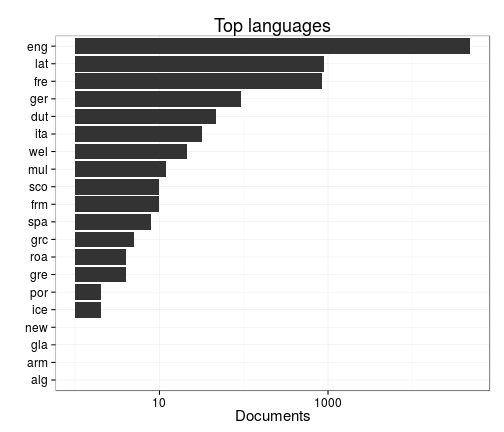 Top languages
eng
lat
fre
ger
dut
ita
wel
mul
sco
frm
spa
grc
roa
gre
por
ice
new
gla
arm
alg
10 1000
Documents